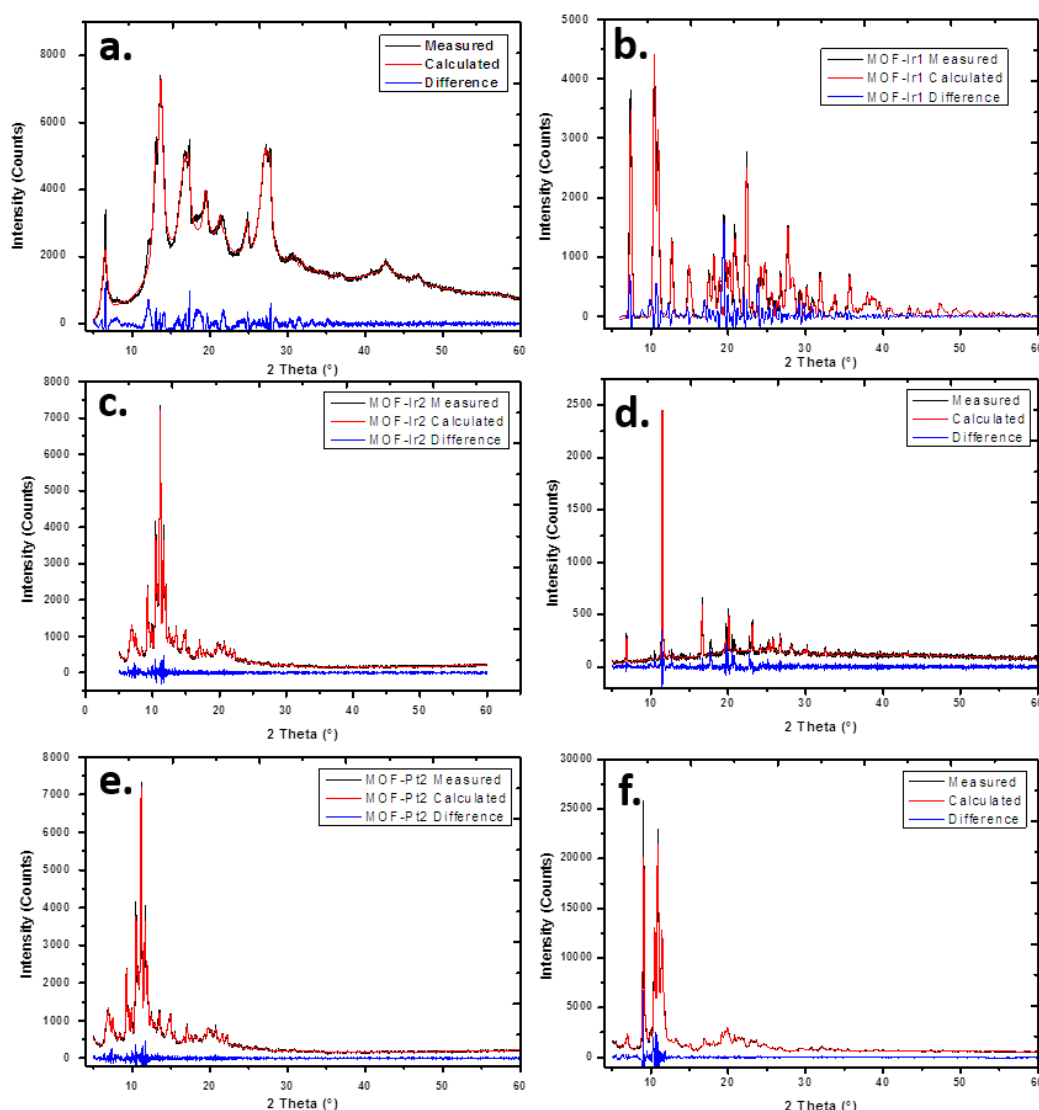 a.
Measured
Calculated
Difference
8000
6000
4000
2000
0
Intensity (Counts)
10 20 30 40 50 60
2 Theta (°)
b.
MOF-Ir1 Measured
MOF-Ir1 Calculated
MOF-Ir1 Difference
5000
4000
3000
2000
1000
0
Intensity (Counts)
10 20 30 40 50 60
2 Theta (°)
c.
MOF-Ir2 Measured
MOF-Ir2 Calculated
MOF-Ir2 Difference
8000
7000
6000
5000
4000
3000
2000
1000
0
Intensity (Counts)
0 10 20 30 40 50 60
2 Theta (°)
d.
Measured
Calculated
Difference
2500
2000
1500
1000
500
0
Intensity (Counts)
10 20 30 40 50 60
2 Theta (°)
e.
MOF-Pt2 Measured
MOF-Pt2 Calculated
MOF-Pt2 Difference
8000
7000
6000
5000
4000
3000
2000
1000
0
Intensity (Counts)
10 20 30 40 50 60
2 Theta (°)
f.
Measured
Calculated
Difference
30000
25000
20000
15000
10000
5000
0
Intensity (Counts)
10 20 30 40 50 60
2 Theta (°)